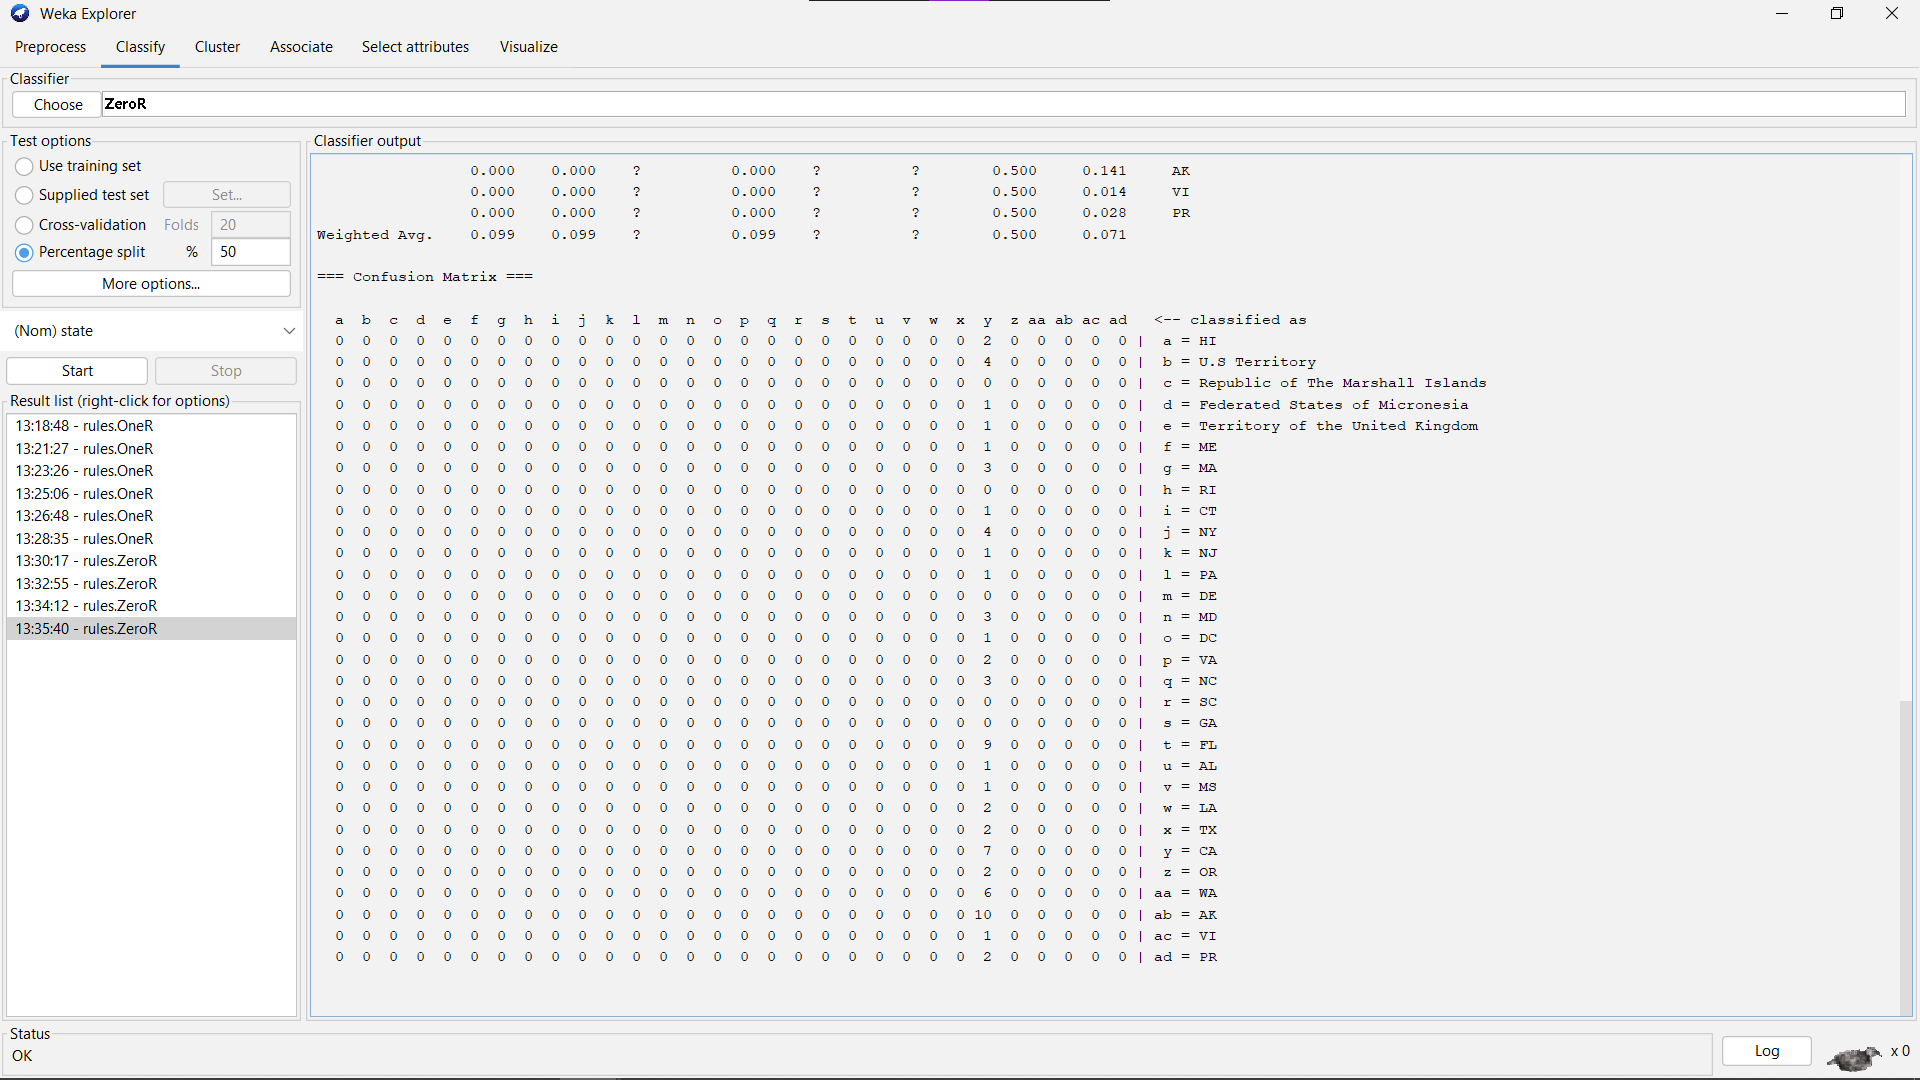 Weka Explorer
Preprocess Classify Cluster Associate Select attributes Visualize
Classifier
Choose ZeroR
Test options
Use training set
Supplied test set Set...
Cross-validation Folds 20
Percentage split % 50
More options...
(Nom) state
Start Stop
Result list (right-click for options)
13:18:48 - rules.OneR
13:21:27 - rules.OneR
13:23:26 - rules.OneR
13:25:06 - rules.OneR
13:26:48 - rules.OneR
13:28:35 - rules.OneR
13:30:17 - rules.ZeroR
13:32:55 - rules.ZeroR
13:34:12 - rules.ZeroR
13:35:40 - rules.ZeroR
Classifier output
0.000 0.000 ? 0.000 ? ? 0.500 0.141 AK
0.000 0.000 ? 0.000 ? ? 0.500 0.014 VI
0.000 0.000 ? 0.000 ? ? 0.500 0.028 PR
Weighted Avg. 0.099 0.099 ? 0.099 ? ? 0.500 0.071
=== Confusion Matrix ===
a b c d e f g h i j k l m n o p q r s t u v w x y z aa ab ac ad <-- classified as
0 0 0 0 0 0 0 0 0 0 0 0 0 0 0 0 0 0 0 0 0 0 0 0 2 0 0 0 0 0 | a = HI
0 0 0 0 0 0 0 0 0 0 0 0 0 0 0 0 0 0 0 0 0 0 0 0 4 0 0 0 0 0 | b = U.S Territory
0 0 0 0 0 0 0 0 0 0 0 0 0 0 0 0 0 0 0 0 0 0 0 0 0 0 0 0 0 0 | c = Republic of The Marshall Islands
0 0 0 0 0 0 0 0 0 0 0 0 0 0 0 0 0 0 0 0 0 0 0 0 1 0 0 0 0 0 | d = Federated States of Micronesia
0 0 0 0 0 0 0 0 0 0 0 0 0 0 0 0 0 0 0 0 0 0 0 0 1 0 0 0 0 0 | e = Territory of the United Kingdom
0 0 0 0 0 0 0 0 0 0 0 0 0 0 0 0 0 0 0 0 0 0 0 0 1 0 0 0 0 0 | f = ME
0 0 0 0 0 0 0 0 0 0 0 0 0 0 0 0 0 0 0 0 0 0 0 0 3 0 0 0 0 0 | g = MA
0 0 0 0 0 0 0 0 0 0 0 0 0 0 0 0 0 0 0 0 0 0 0 0 0 0 0 0 0 0 | h = RI
0 0 0 0 0 0 0 0 0 0 0 0 0 0 0 0 0 0 0 0 0 0 0 0 1 0 0 0 0 0 | i = CT
0 0 0 0 0 0 0 0 0 0 0 0 0 0 0 0 0 0 0 0 0 0 0 0 4 0 0 0 0 0 | j = NY
0 0 0 0 0 0 0 0 0 0 0 0 0 0 0 0 0 0 0 0 0 0 0 0 1 0 0 0 0 0 | k = NJ
0 0 0 0 0 0 0 0 0 0 0 0 0 0 0 0 0 0 0 0 0 0 0 0 1 0 0 0 0 0 | l = PA
0 0 0 0 0 0 0 0 0 0 0 0 0 0 0 0 0 0 0 0 0 0 0 0 0 0 0 0 0 0 | m = DE
0 0 0 0 0 0 0 0 0 0 0 0 0 0 0 0 0 0 0 0 0 0 0 0 3 0 0 0 0 0 | n = MD
0 0 0 0 0 0 0 0 0 0 0 0 0 0 0 0 0 0 0 0 0 0 0 0 1 0 0 0 0 0 | o = DC
0 0 0 0 0 0 0 0 0 0 0 0 0 0 0 0 0 0 0 0 0 0 0 0 2 0 0 0 0 0 | p = VA
0 0 0 0 0 0 0 0 0 0 0 0 0 0 0 0 0 0 0 0 0 0 0 0 3 0 0 0 0 0 | q = NC
0 0 0 0 0 0 0 0 0 0 0 0 0 0 0 0 0 0 0 0 0 0 0 0 0 0 0 0 0 0 | r = SC
0 0 0 0 0 0 0 0 0 0 0 0 0 0 0 0 0 0 0 0 0 0 0 0 0 0 0 0 0 0 | s = GA
0 0 0 0 0 0 0 0 0 0 0 0 0 0 0 0 0 0 0 0 0 0 0 0 9 0 0 0 0 0 | t = FL
0 0 0 0 0 0 0 0 0 0 0 0 0 0 0 0 0 0 0 0 0 0 0 0 1 0 0 0 0 0 | u = AL
0 0 0 0 0 0 0 0 0 0 0 0 0 0 0 0 0 0 0 0 0 0 0 0 1 0 0 0 0 0 | v = MS
0 0 0 0 0 0 0 0 0 0 0 0 0 0 0 0 0 0 0 0 0 0 0 0 2 0 0 0 0 0 | w = LA
0 0 0 0 0 0 0 0 0 0 0 0 0 0 0 0 0 0 0 0 0 0 0 0 2 0 0 0 0 0 | x = TX
0 0 0 0 0 0 0 0 0 0 0 0 0 0 0 0 0 0 0 0 0 0 0 0 7 0 0 0 0 0 | y = CA
0 0 0 0 0 0 0 0 0 0 0 0 0 0 0 0 0 0 0 0 0 0 0 0 2 0 0 0 0 0 | z = OR
0 0 0 0 0 0 0 0 0 0 0 0 0 0 0 0 0 0 0 0 0 0 0 0 6 0 0 0 0 0 | aa = WA
0 0 0 0 0 0 0 0 0 0 0 0 0 0 0 0 0 0 0 0 0 0 0 0 10 0 0 0 0 0 | ab = AK
0 0 0 0 0 0 0 0 0 0 0 0 0 0 0 0 0 0 0 0 0 0 0 0 1 0 0 0 0 0 | ac = VI
0 0 0 0 0 0 0 0 0 0 0 0 0 0 0 0 0 0 0 0 0 0 0 0 2 0 0 0 0 0 | ad = PR
Status
OK
Log
x 0